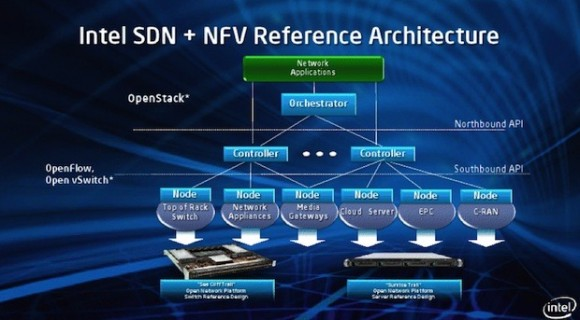 Intel SDN + NFV Reference Architecture
Network
Applications
OpenStack*
Orchestrator
Northbound API
Controller
Controller
OpenFlow,
Open vSwitch*
Southbound API
Node
Node
Node
Node
Node
Node
Top of Rack
Switch
Network
Appliances
Media
Gateways
Cloud Server
EPC
C-RAN
Open Network Platform
Switch Reference Design
"Sunrise Trail"
Open Network Platform
Server Reference Design
intel